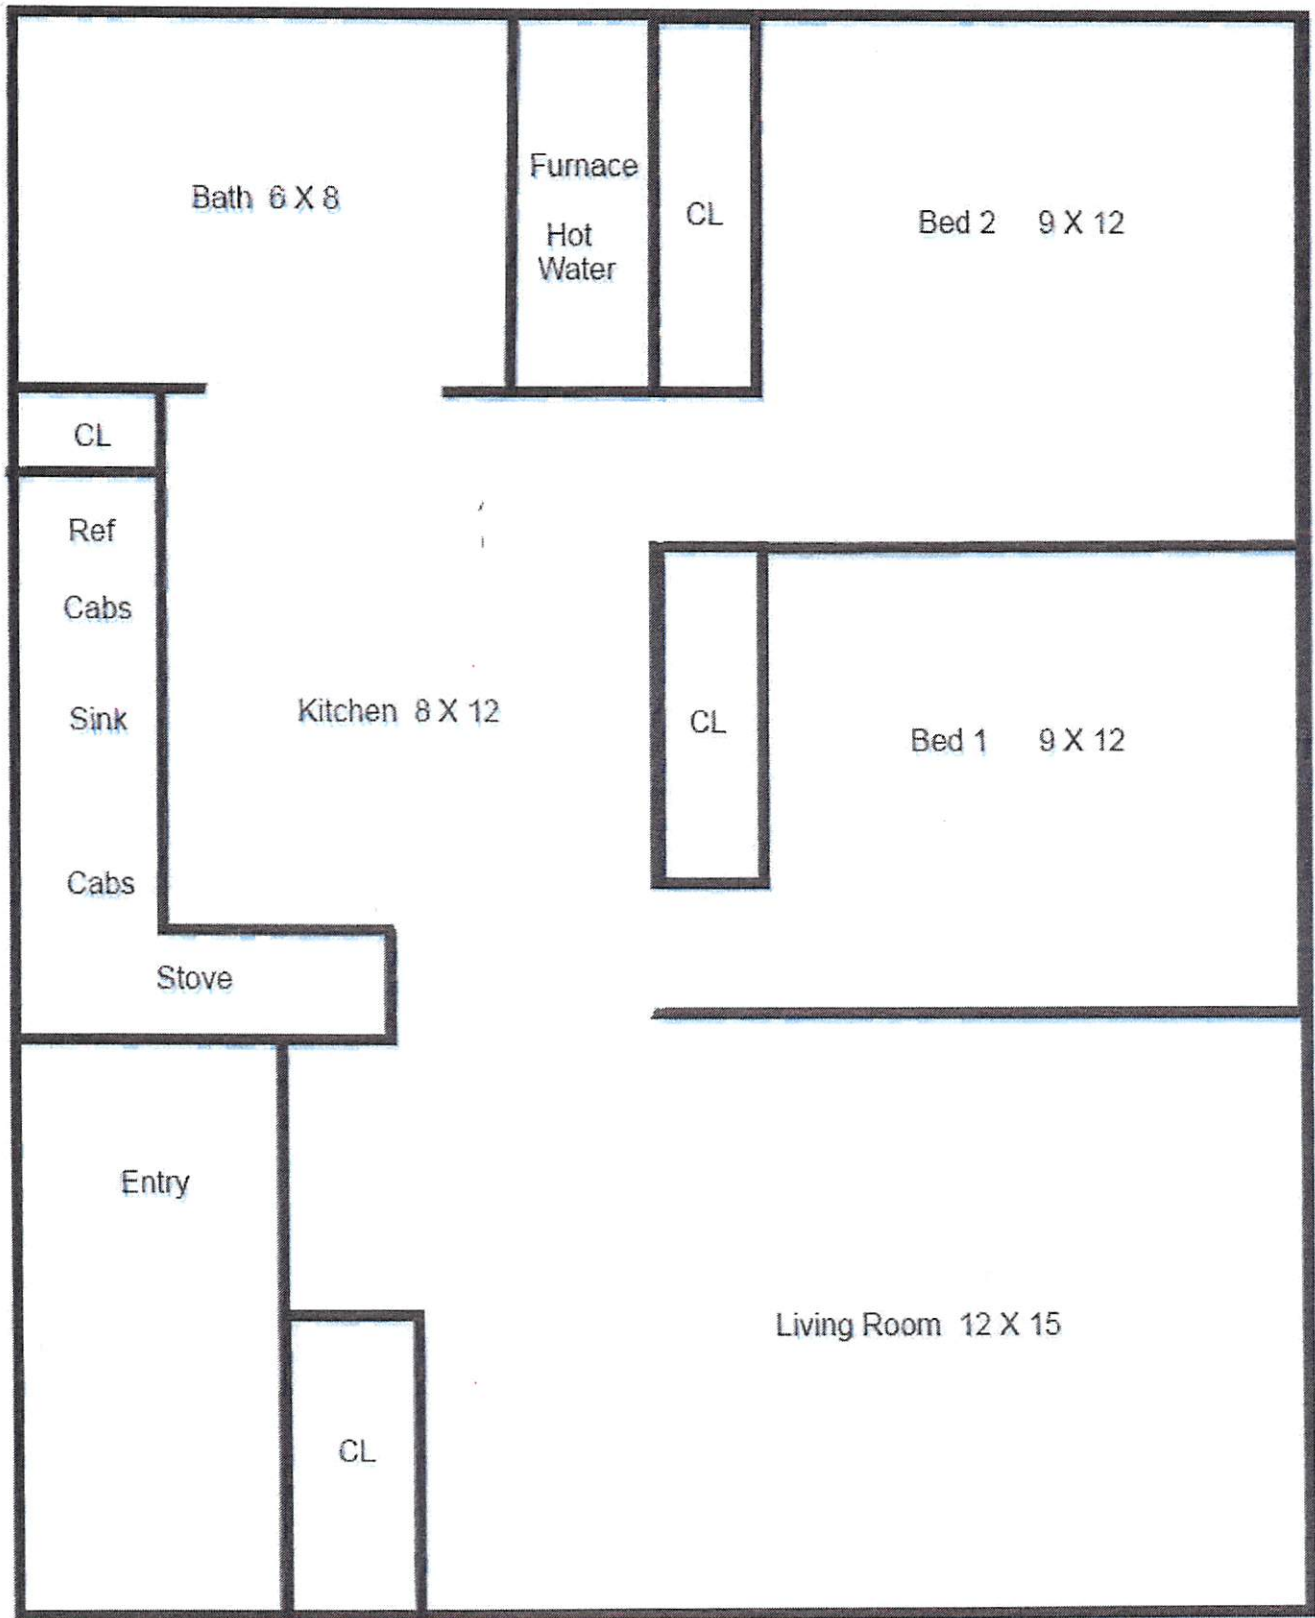 Bath 6 X 8
Furnace
Hot
Water
CL
Bed 2 9 X 12
CL
Ref
Cabs
Sink
Cabs
Stove
Kitchen 8 X 12
CL
Bed 1 9 X 12
Entry
CL
Living Room 12 X 15